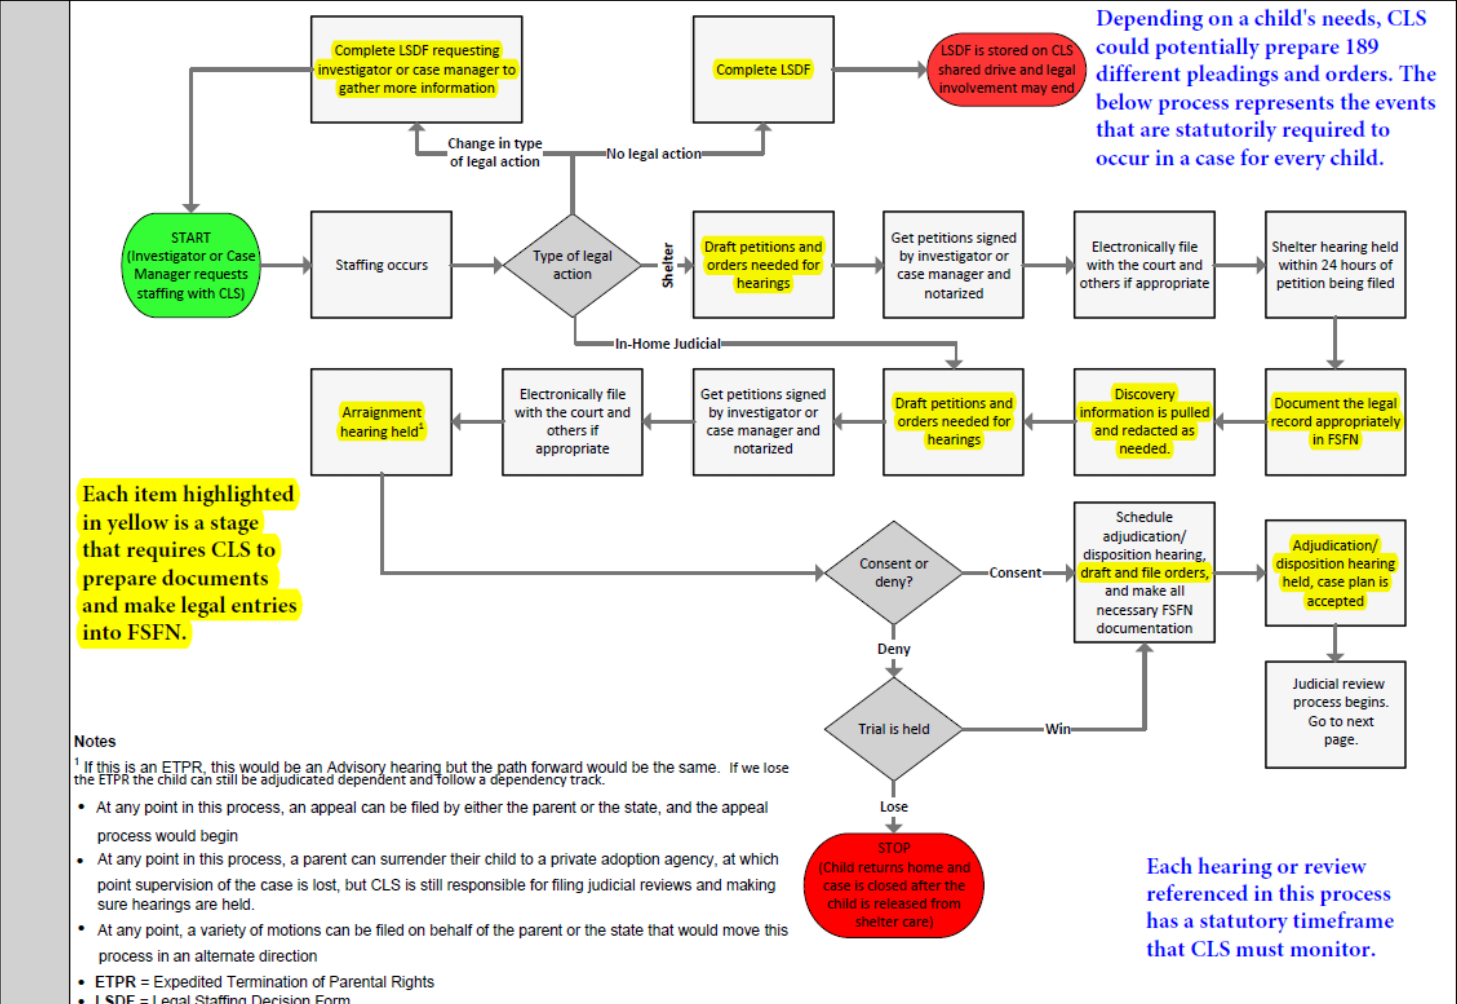 Complete LSDF requesting
investigator or case manager to
gather more information
Complete LSDF
LSDF is stored on CLS
shared drive and legal
involvement may end
Depending on a child's needs, CLS
could potentially prepare 189
different pleadings and orders. The
below process represents the events
that are statutorily required to
occur in a case for every child.
Change in type
of legal action
No legal action
START
(Investigator or Case
Manager requests
staffing with CLS)
Staffing occurs
Type of legal
action
Shelter
Draft petitions and
orders needed for
hearings
Get petitions signed
by investigator or
case manager and
notarized
Electronically file
with the court and
others if appropriate
Shelter hearing held
within 24 hours of
petition being filed
In-Home Judicial
Arraignment
hearing held¹
Electronically file
with the court and
others if
appropriate
Get petitions signed
by investigator or
case manager and
notarized
Draft petitions and
orders needed for
hearings
Discovery
information is pulled
and redacted as
needed.
Document the legal
record appropriately
in FSFN
Each item highlighted
in yellow is a stage
that requires CLS to
prepare documents
and make legal entries
into FSFN.
Consent or
deny?
Consent
Schedule
adjudication/
disposition hearing,
draft and file orders,
and make all
necessary FSFN
documentation
Adjudication/
disposition hearing
held, case plan is
accepted
Deny
Trial is held
Win
Judicial review
process begins.
Go to next
page.
Lose
STOP
(Child returns home and
case is closed after the
child is released from
shelter care)
Notes
¹ If this is an ETPR, this would be an Advisory hearing but the path forward would be the same. If we lose
the ETPR the child can still be adjudicated dependent and follow a dependency track.
• At any point in this process, an appeal can be filed by either the parent or the state, and the appeal
process would begin
• At any point in this process, a parent can surrender their child to a private adoption agency, at which
point supervision of the case is lost, but CLS is still responsible for filing judicial reviews and making
sure hearings are held.
• At any point, a variety of motions can be filed on behalf of the parent or the state that would move this
process in an alternate direction
• ETPR = Expedited Termination of Parental Rights
• LSDF = Legal Staffing Decision Form
Each hearing or review
referenced in this process
has a statutory timeframe
that CLS must monitor.